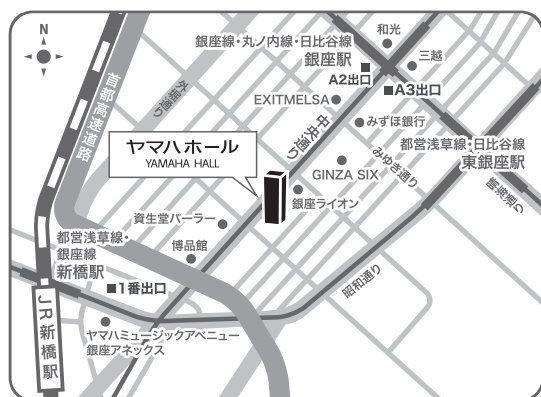 N
和光
銀座線・丸ノ内線・日比谷線
銀座駅
三越
A2出口
A3出口
EXITMELSA
外堀通り
首都高速道路
中央通り
みずほ銀行
都営浅草線・日比谷線
東銀座駅
ヤマハホール
YAMAHA HALL
みゆき通り
GINZA SIX
晴海通り
銀座ライオン
資生堂パーラー
都営浅草線・
銀座線
新橋駅
博品館
昭和通り
1番出口
JR新橋駅
ヤマハミュージックアベニュー
銀座アネックス